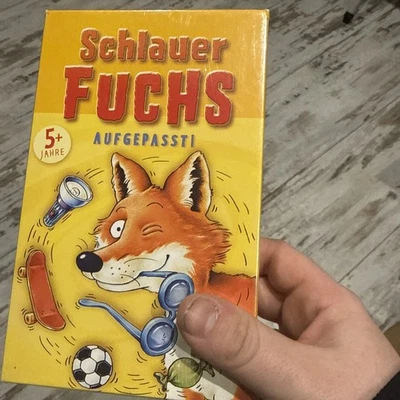 Schlauer
FUCHS
AUFGEPASST!
5+
JAHRE